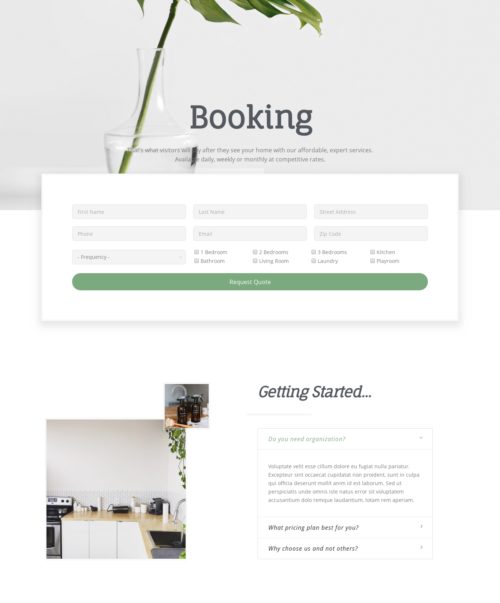 Booking
That's what visitors will say after they see your home with our affordable, expert services.
Available daily, weekly or monthly at competitive rates.
First Name
Last Name
Street Address
Phone
Email
Zip Code
- Frequency -
1 Bedroom
2 Bedrooms
3 Bedrooms
Kitchen
Bathroom
Living Room
Laundry
Playroom
Request Quote
Getting Started...
Do you need organization?
Voluptate velit esse cillum dolore eu fugiat nulla pariatur.
Excepteur sint occaecat cupidatat non proident, sunt in culpa
qui officia deserunt mollit anim id est laborum. Sed ut
perspiciatis unde omnis iste natus error sit voluptatem
accusantium dolo remque laudantium, totam rem aperiam.
What pricing plan best for you?
Why choose us and not others?